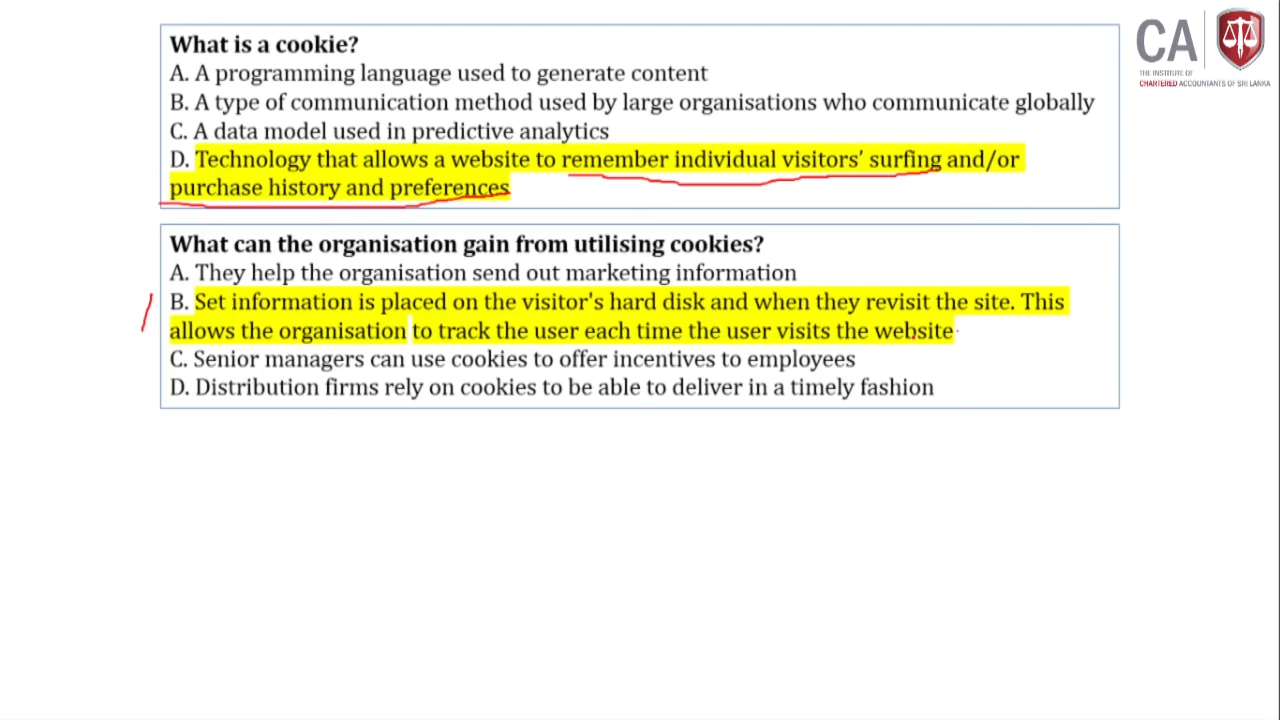 What is a cookie?
A. A programming language used to generate content
B. A type of communication method used by large organisations who communicate globally
C. A data model used in predictive analytics
D. Technology that allows a website to remember individual visitors' surfing and/or
purchase history and preferences
What can the organisation gain from utilising cookies?
A. They help the organisation send out marketing information
B. Set information is placed on the visitor's hard disk and when they revisit the site. This
allows the organisation to track the user each time the user visits the website
C. Senior managers can use cookies to offer incentives to employees
D. Distribution firms rely on cookies to be able to deliver in a timely fashion
CA
THE INSTITUTE OF
CHARTERED ACCOUNTANTS OF SRI LANKA